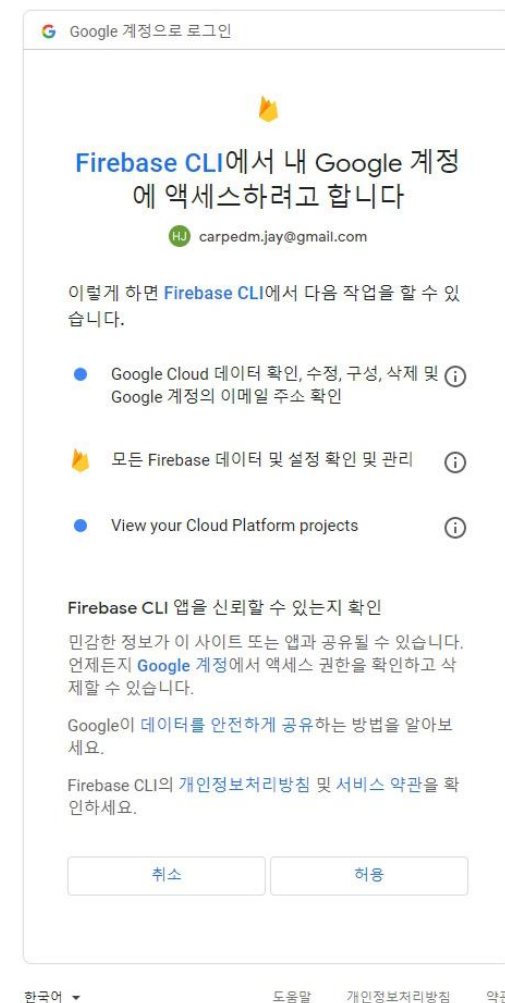 Google 계정으로 로그인
Firebase CLI에서 내 Google 계정
에 액세스하려고 합니다
HJ carpedm.jay@gmail.com
이렇게 하면 Firebase CLI에서 다음 작업을 할 수 있
습니다.
Google Cloud 데이터 확인, 수정, 구성, 삭제 및
Google 계정의 이메일 주소 확인
모든 Firebase 데이터 및 설정 확인 및 관리
View your Cloud Platform projects
Firebase CLI 앱을 신뢰할 수 있는지 확인
민감한 정보가 이 사이트 또는 앱과 공유될 수 있습니다.
언제든지 Google 계정에서 액세스 권한을 확인하고 삭
제할 수 있습니다.
Google이 데이터를 안전하게 공유하는 방법을 알아보
세요.
Firebase CLI의 개인정보처리방침 및 서비스 약관을 확
인하세요.
취소 허용
한국어 도움말 개인정보처리방침 약관